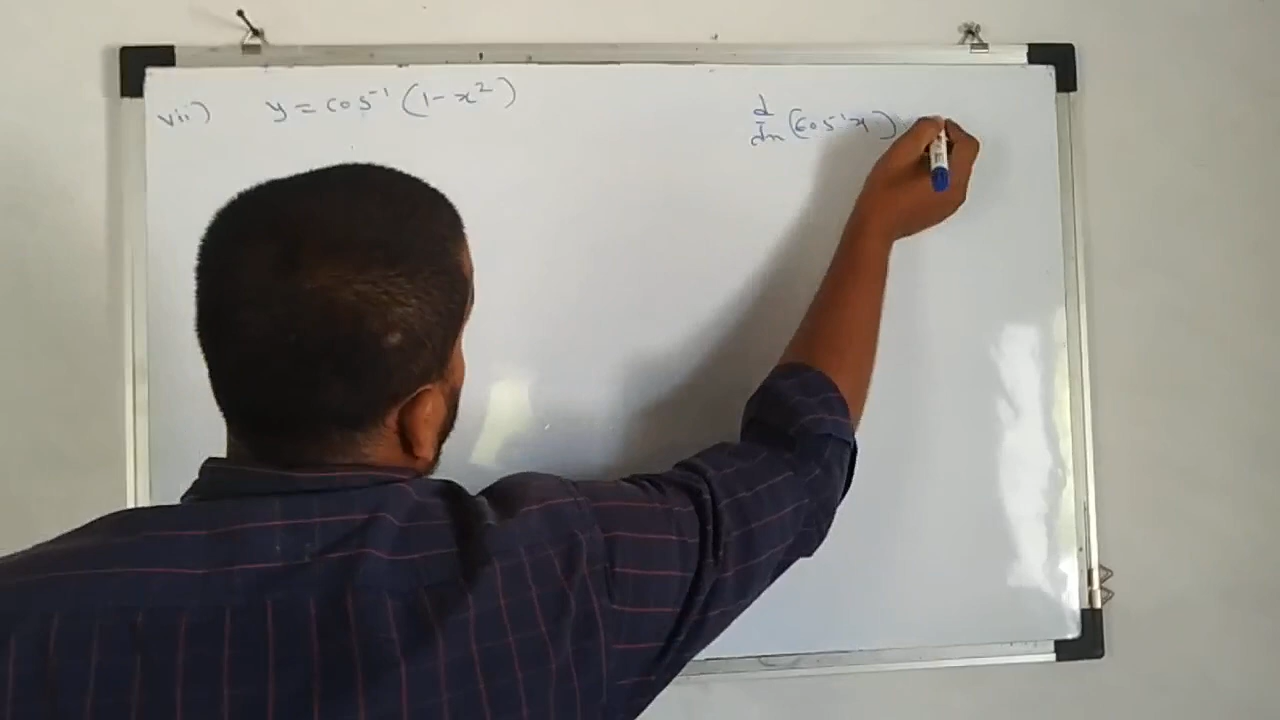 vii) y = cos⁻¹ (1 - x²)
d/dx (cos⁻¹x)